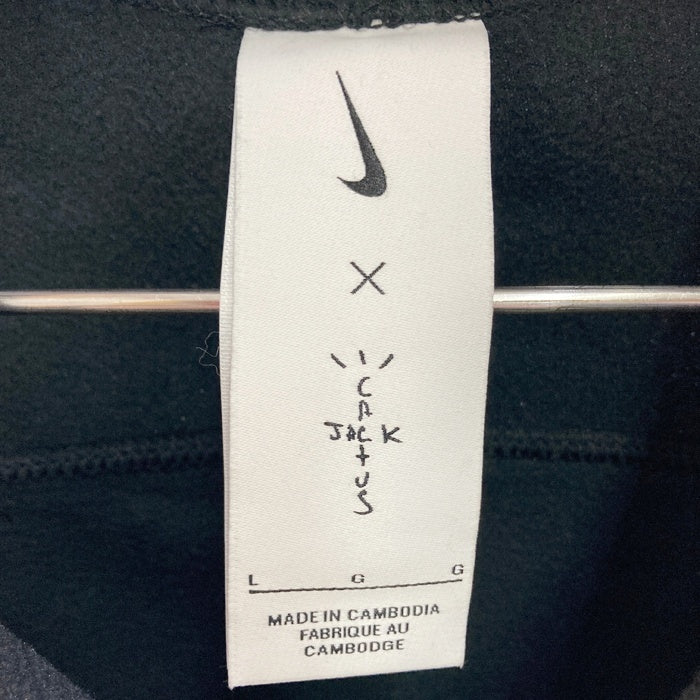 X
CACTUS
JACK
L G G
MADE IN CAMBODIA
FABRIQUE AU
CAMBODGE